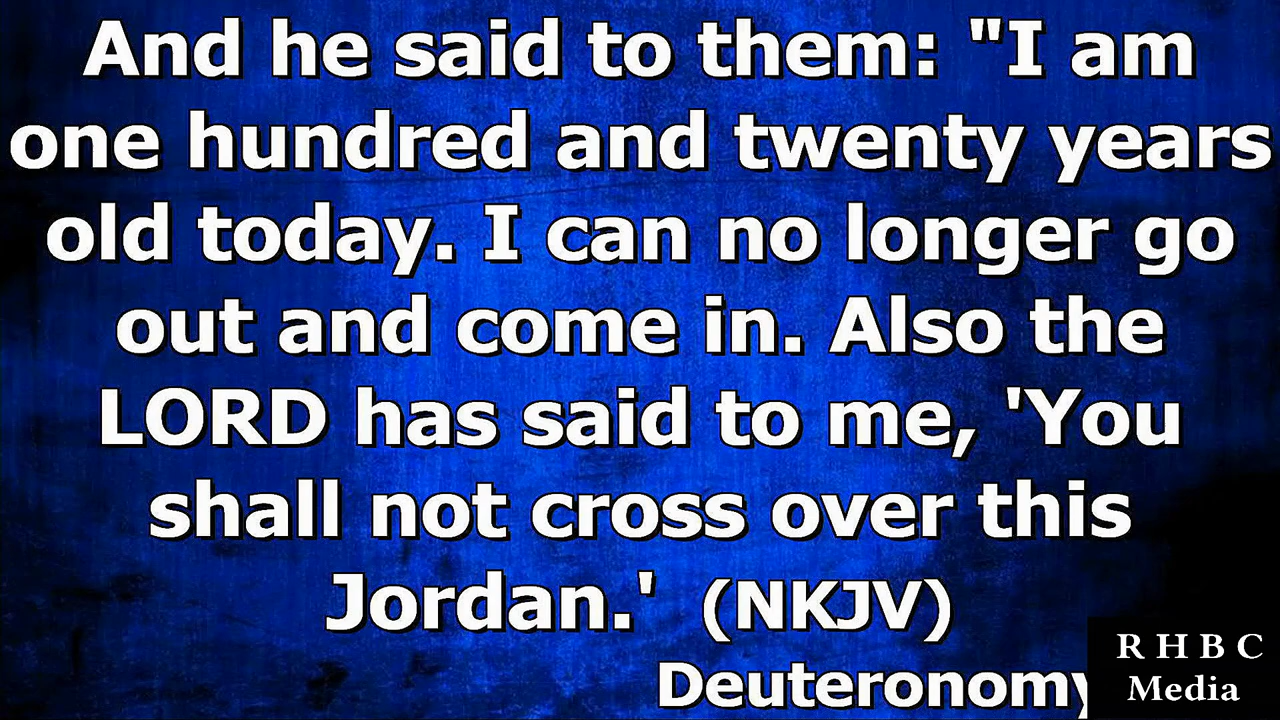 And he said to them: "I am
one hundred and twenty years
old today. I can no longer go
out and come in. Also the
LORD has said to me, 'You
shall not cross over this
Jordan.' (NKJV)
Deuteronomy
R H B C
Media